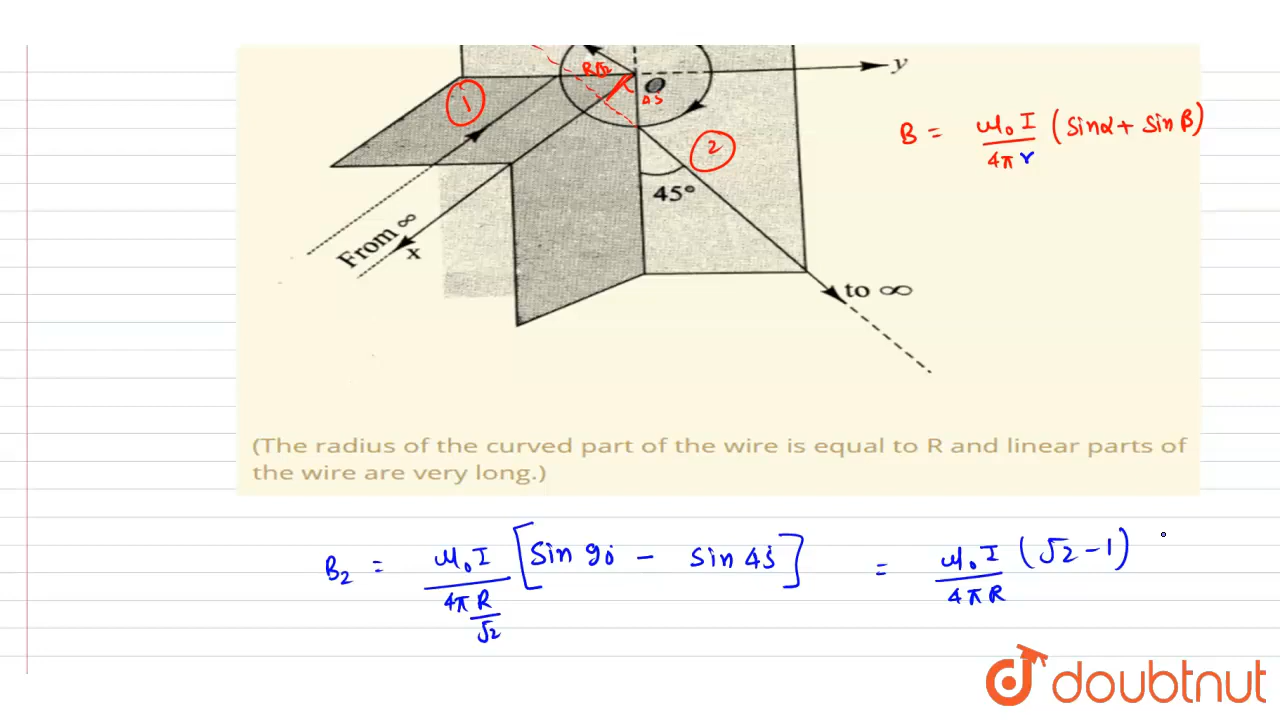 y
R/√2
O
45
1
B = μ₀I/4πr (sinα + sinβ)
2
45°
From ∞
x
to ∞
(The radius of the curved part of the wire is equal to R and linear parts of
the wire are very long.)
B₂ = μ₀I/(4π R/√2) [sin 90 − sin 45] = μ₀I/4πR (√2 − 1)
doubtnut